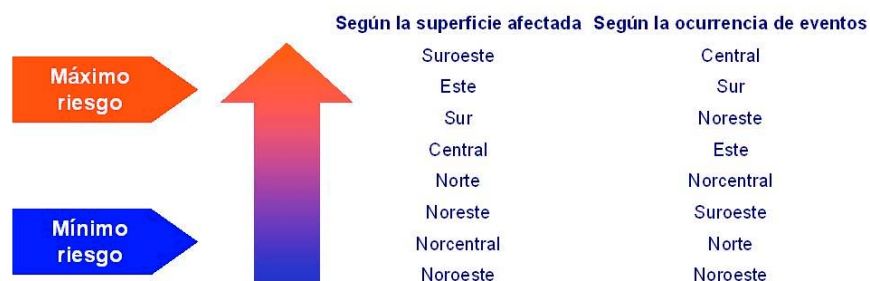 Según la superficie afectada Según la ocurrencia de eventos
Suroeste Central
Máximo riesgo
Este Sur
Sur Noreste
Central Este
Norte Norcentral
Mínimo riesgo
Noreste Suroeste
Norcentral Norte
Noroeste Noroeste